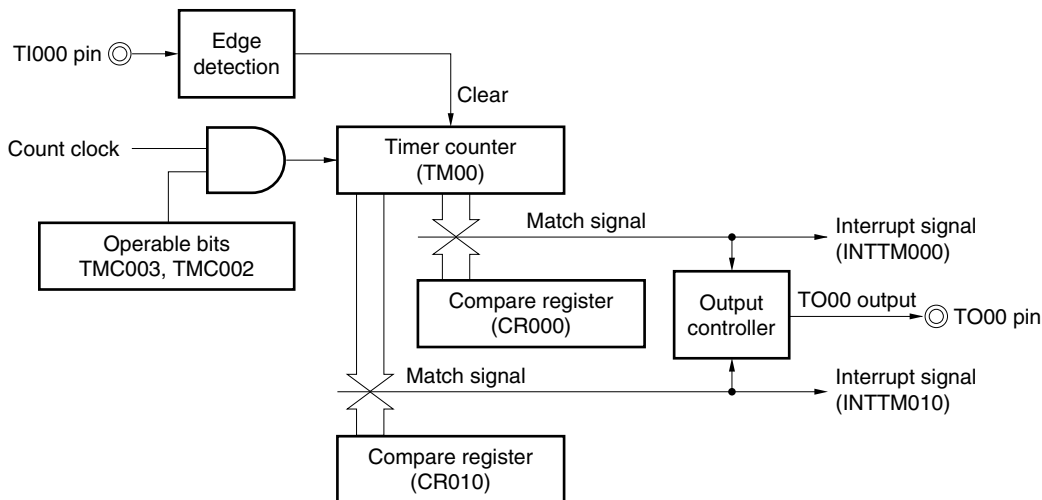 TI000 pin
Edge
detection
Clear
Count clock
Timer counter
(TM00)
Operable bits
TMC003, TMC002
Match signal
Interrupt signal
(INTTM000)
Compare register
(CR000)
Output
controller
TO00 output
TO00 pin
Match signal
Interrupt signal
(INTTM010)
Compare register
(CR010)